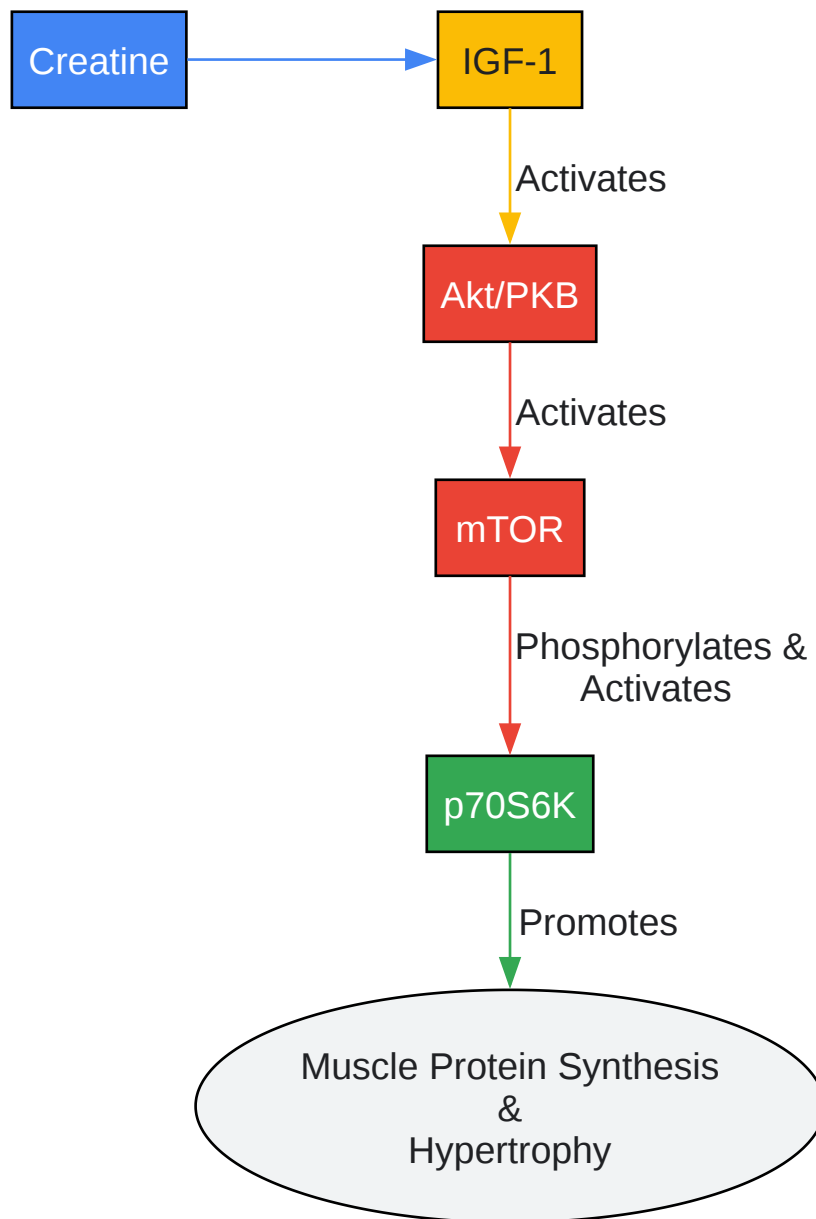 Creatine
IGF-1
Activates
Akt/PKB
Activates
mTOR
Phosphorylates &
Activates
p70S6K
Promotes
Muscle Protein Synthesis
&
Hypertrophy